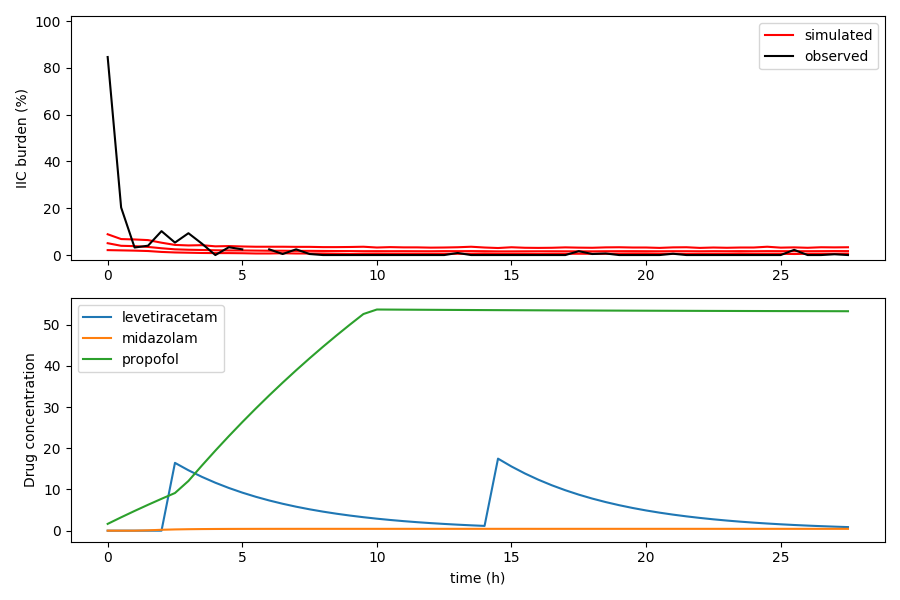 100
80
60
40
20
0
IIC burden (%)
simulated
observed
0 5 10 15 20 25
50
40
30
20
10
0
Drug concentration
levetiracetam
midazolam
propofol
0 5 10 15 20 25
time (h)